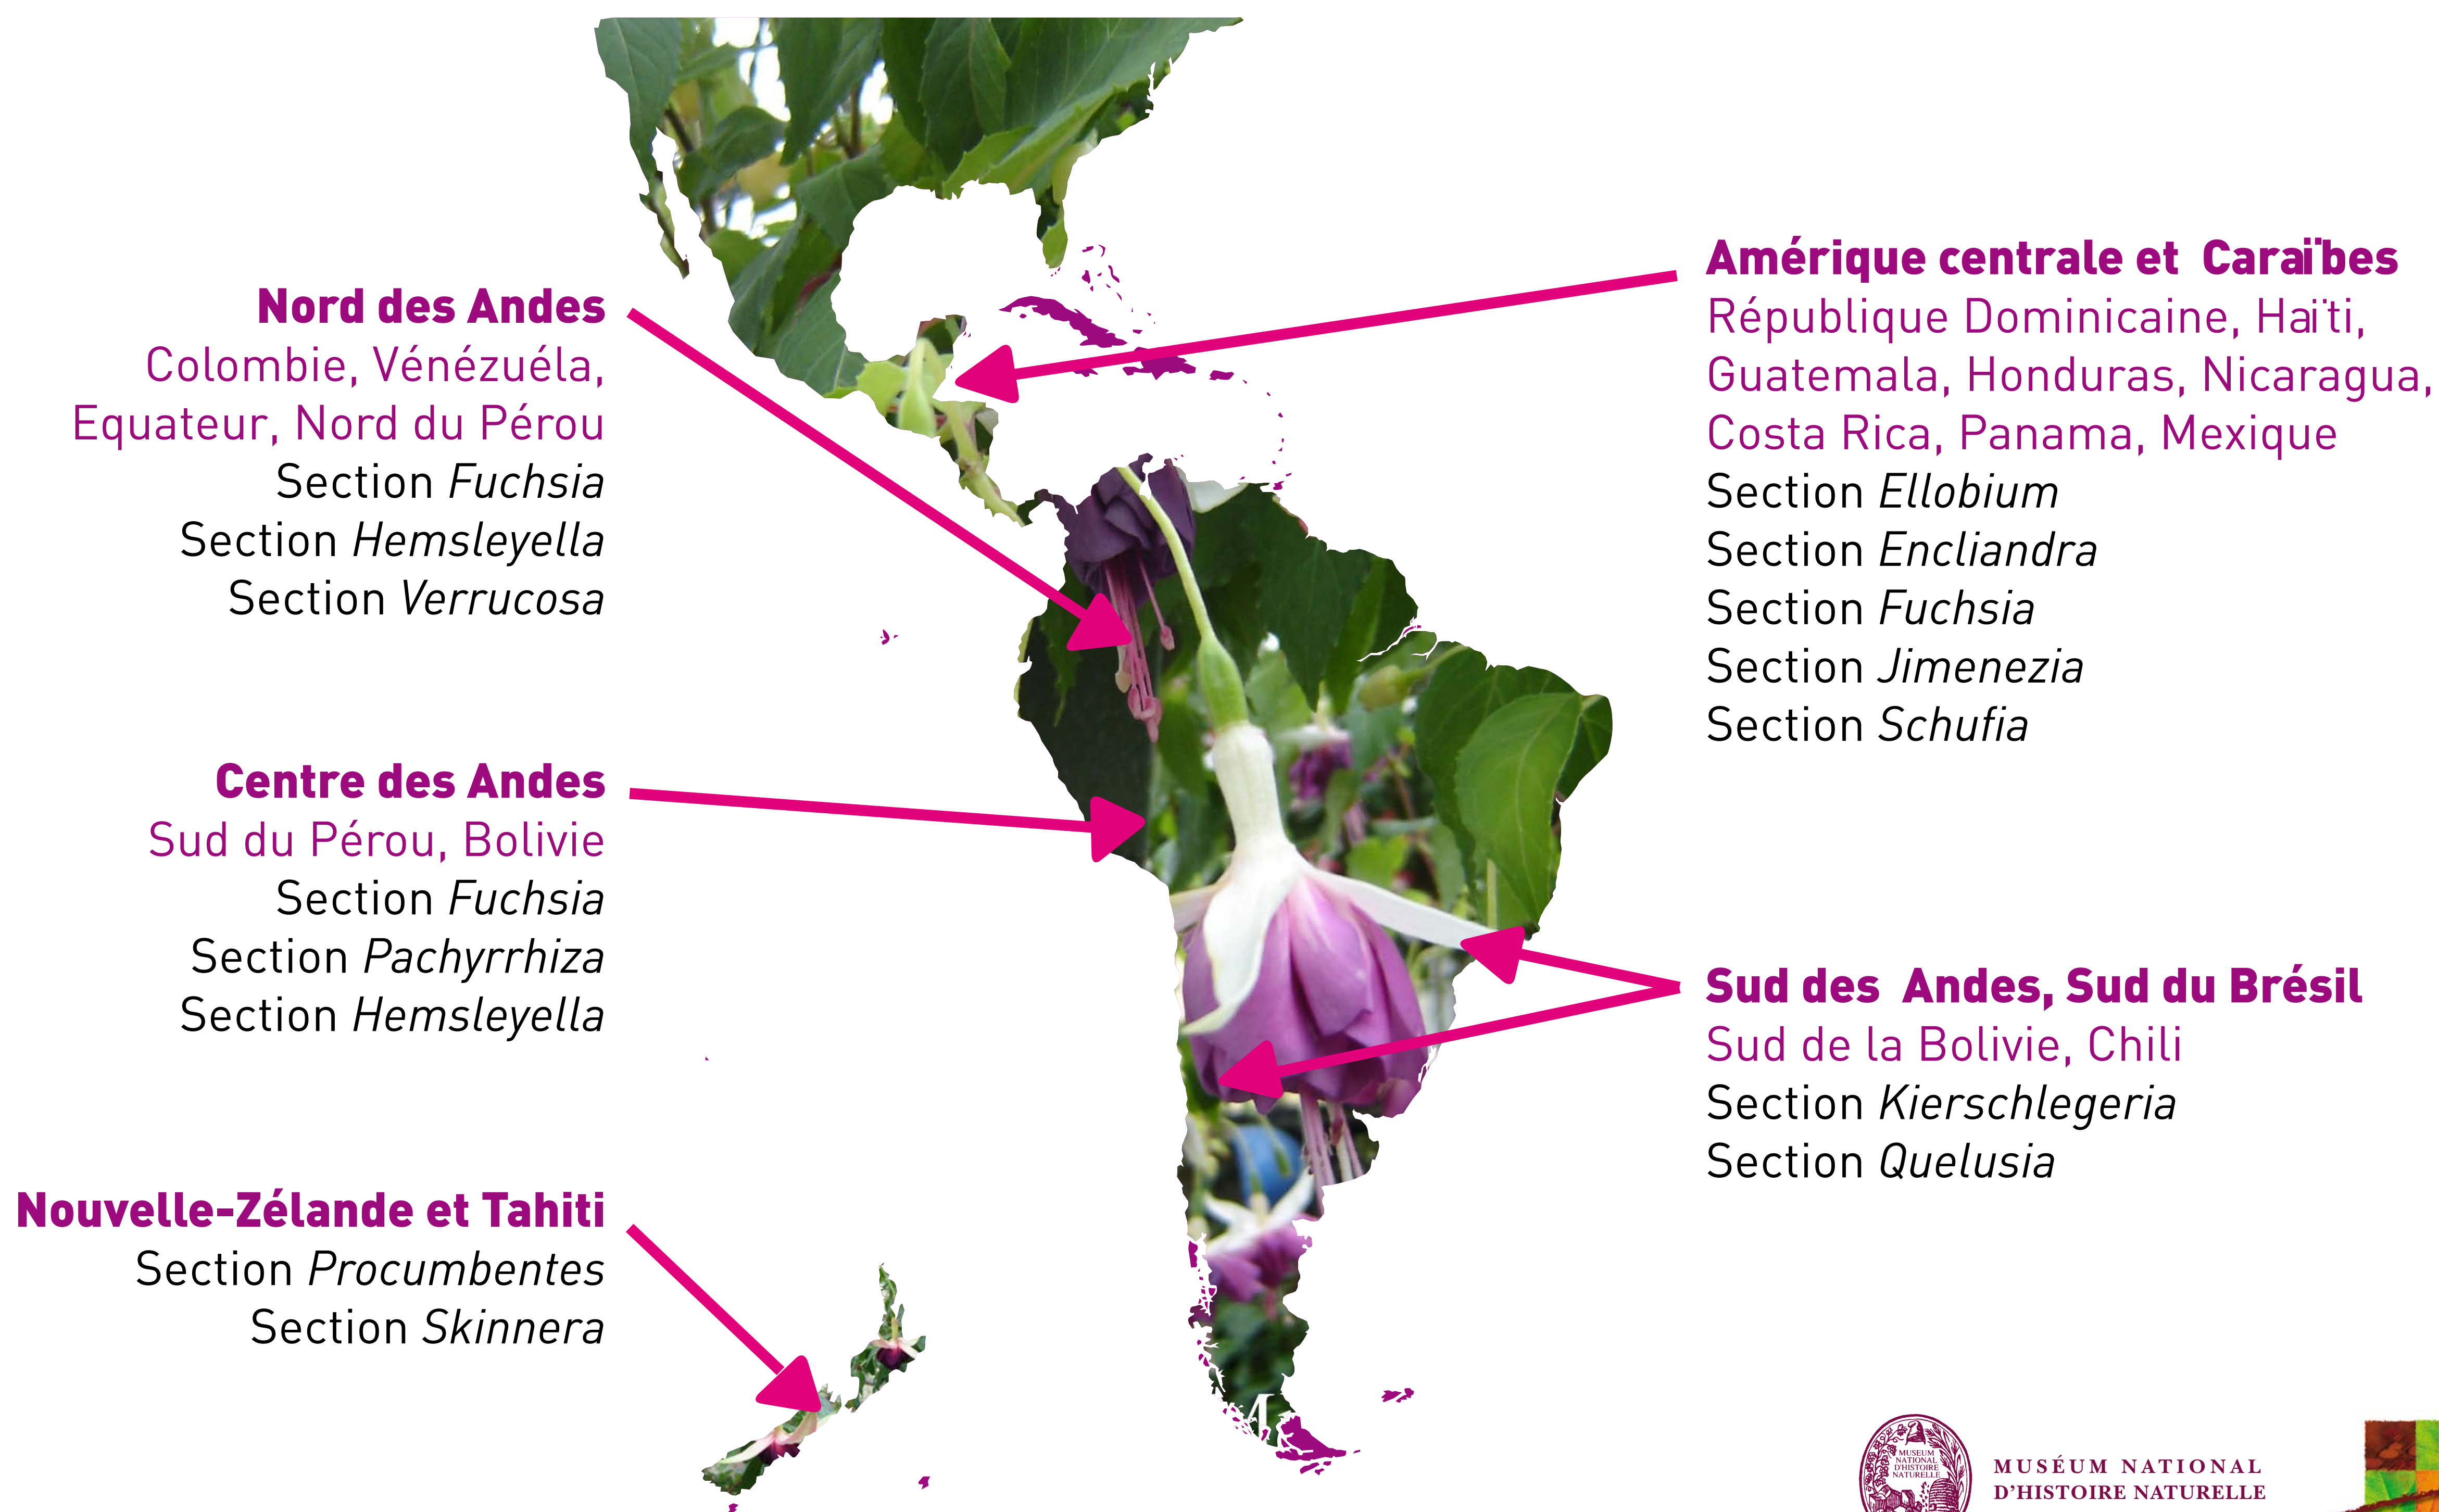 Nord des Andes
Colombie, Vénézuéla,
Equateur, Nord du Pérou
Section Fuchsia
Section Hemsleyella
Section Verrucosa
Centre des Andes
Sud du Pérou, Bolivie
Section Fuchsia
Section Pachyrrhiza
Section Hemsleyella
Nouvelle-Zélande et Tahiti
Section Procumbentes
Section Skinnera
Amérique centrale et Caraïbes
République Dominicaine, Haïti,
Guatemala, Honduras, Nicaragua,
Costa Rica, Panama, Mexique
Section Ellobium
Section Encliandra
Section Fuchsia
Section Jimenezia
Section Schufia
Sud des Andes, Sud du Brésil
Sud de la Bolivie, Chili
Section Kierschlegeria
Section Quelusia
MUSEUM
NATIONAL
D'HISTOIRE
NATURELLE
MUSÉUM NATIONAL
D'HISTOIRE NATURELLE